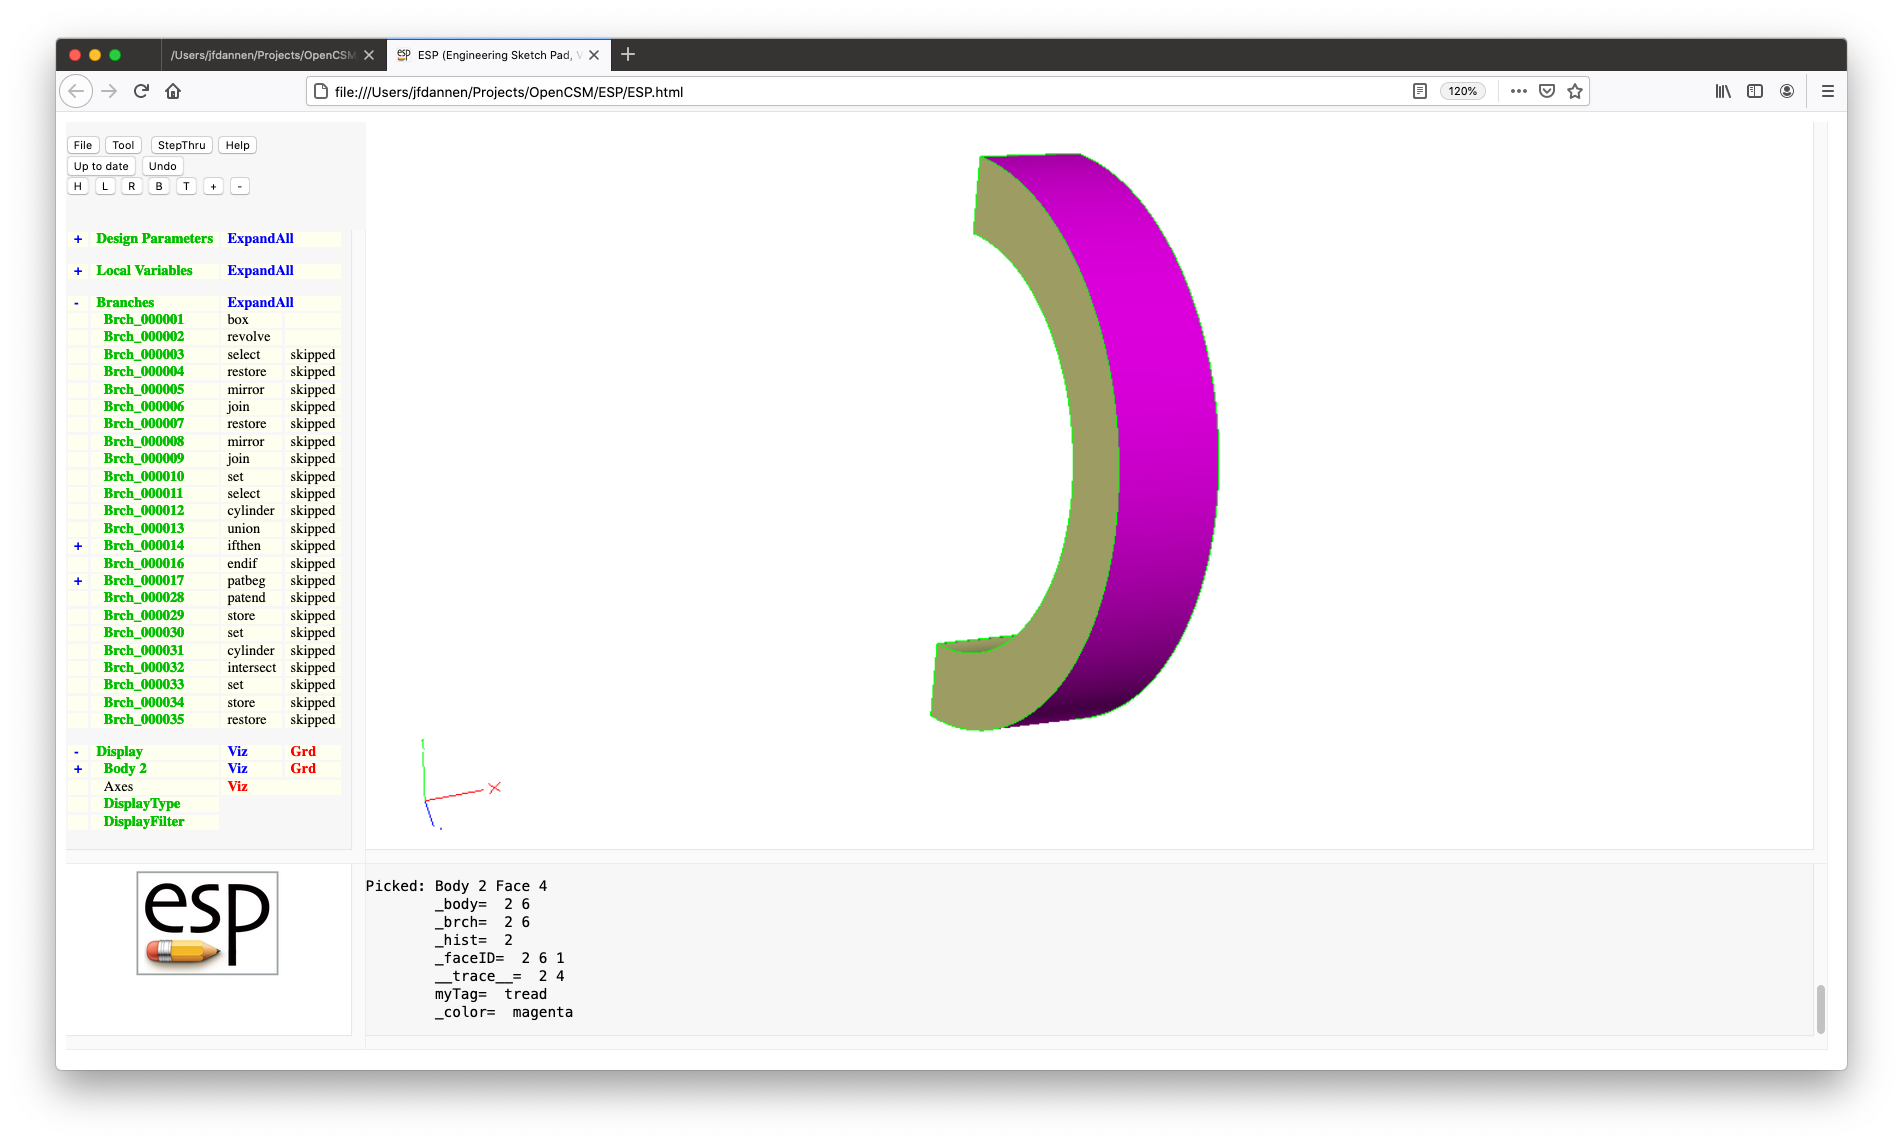 /Users/jfdannen/Projects/OpenCSM
esp ESP (Engineering Sketch Pad, V
file:///Users/jfdannen/Projects/OpenCSM/ESP/ESP.html 120%
File Tool StepThru Help
Up to date Undo
H L R B T + -
+ Design Parameters ExpandAll
+ Local Variables ExpandAll
- Branches ExpandAll
Brch_000001 box
Brch_000002 revolve
Brch_000003 select skipped
Brch_000004 restore skipped
Brch_000005 mirror skipped
Brch_000006 join skipped
Brch_000007 restore skipped
Brch_000008 mirror skipped
Brch_000009 join skipped
Brch_000010 set skipped
Brch_000011 select skipped
Brch_000012 cylinder skipped
Brch_000013 union skipped
+ Brch_000014 ifthen skipped
Brch_000016 endif skipped
+ Brch_000017 patbeg skipped
Brch_000028 patend skipped
Brch_000029 store skipped
Brch_000030 set skipped
Brch_000031 cylinder skipped
Brch_000032 intersect skipped
Brch_000033 set skipped
Brch_000034 store skipped
Brch_000035 restore skipped
- Display Viz Grd
+ Body 2 Viz Grd
Axes Viz
DisplayType
DisplayFilter
X
esp
Picked: Body 2 Face 4
_body= 2 6
_brch= 2 6
_hist= 2
_faceID= 2 6 1
__trace__= 2 4
myTag= tread
_color= magenta